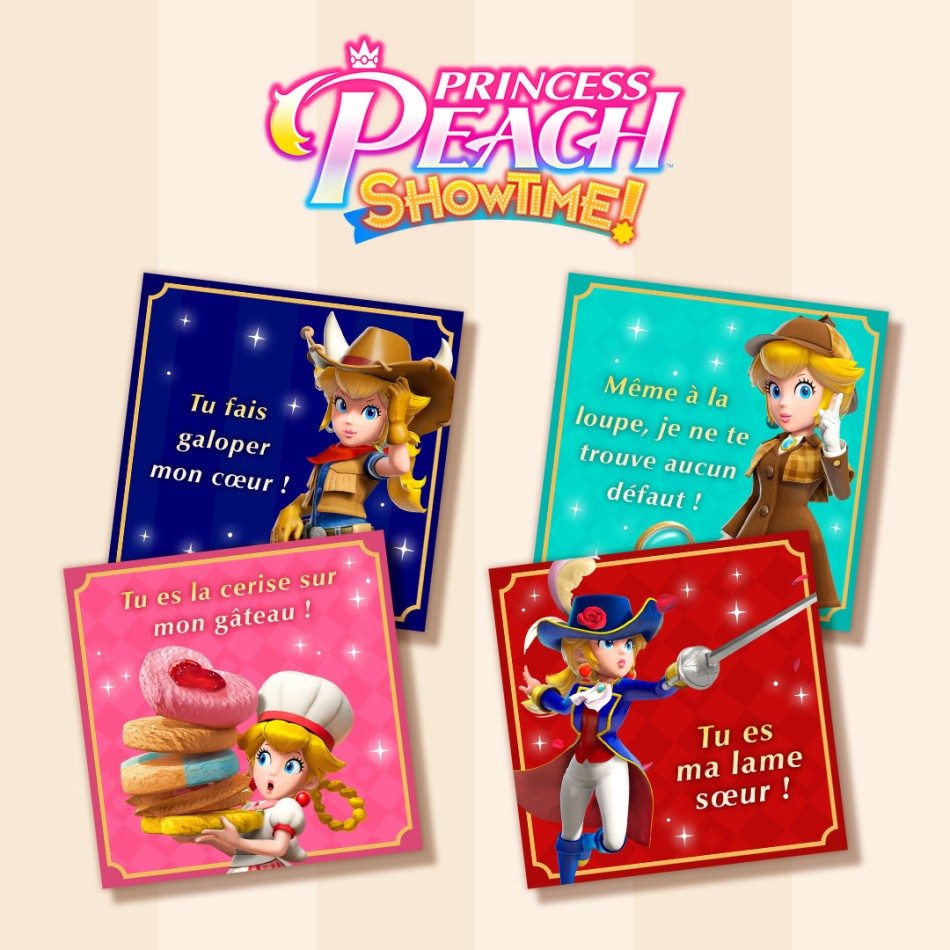 PRINCESS
PEACH
SHOWTIME!
Tu fais
galoper
mon cœur !
Même à la
loupe, je ne te
trouve aucun
défaut !
Tu es la cerise sur
mon gâteau !
Tu es
ma lame
sœur !